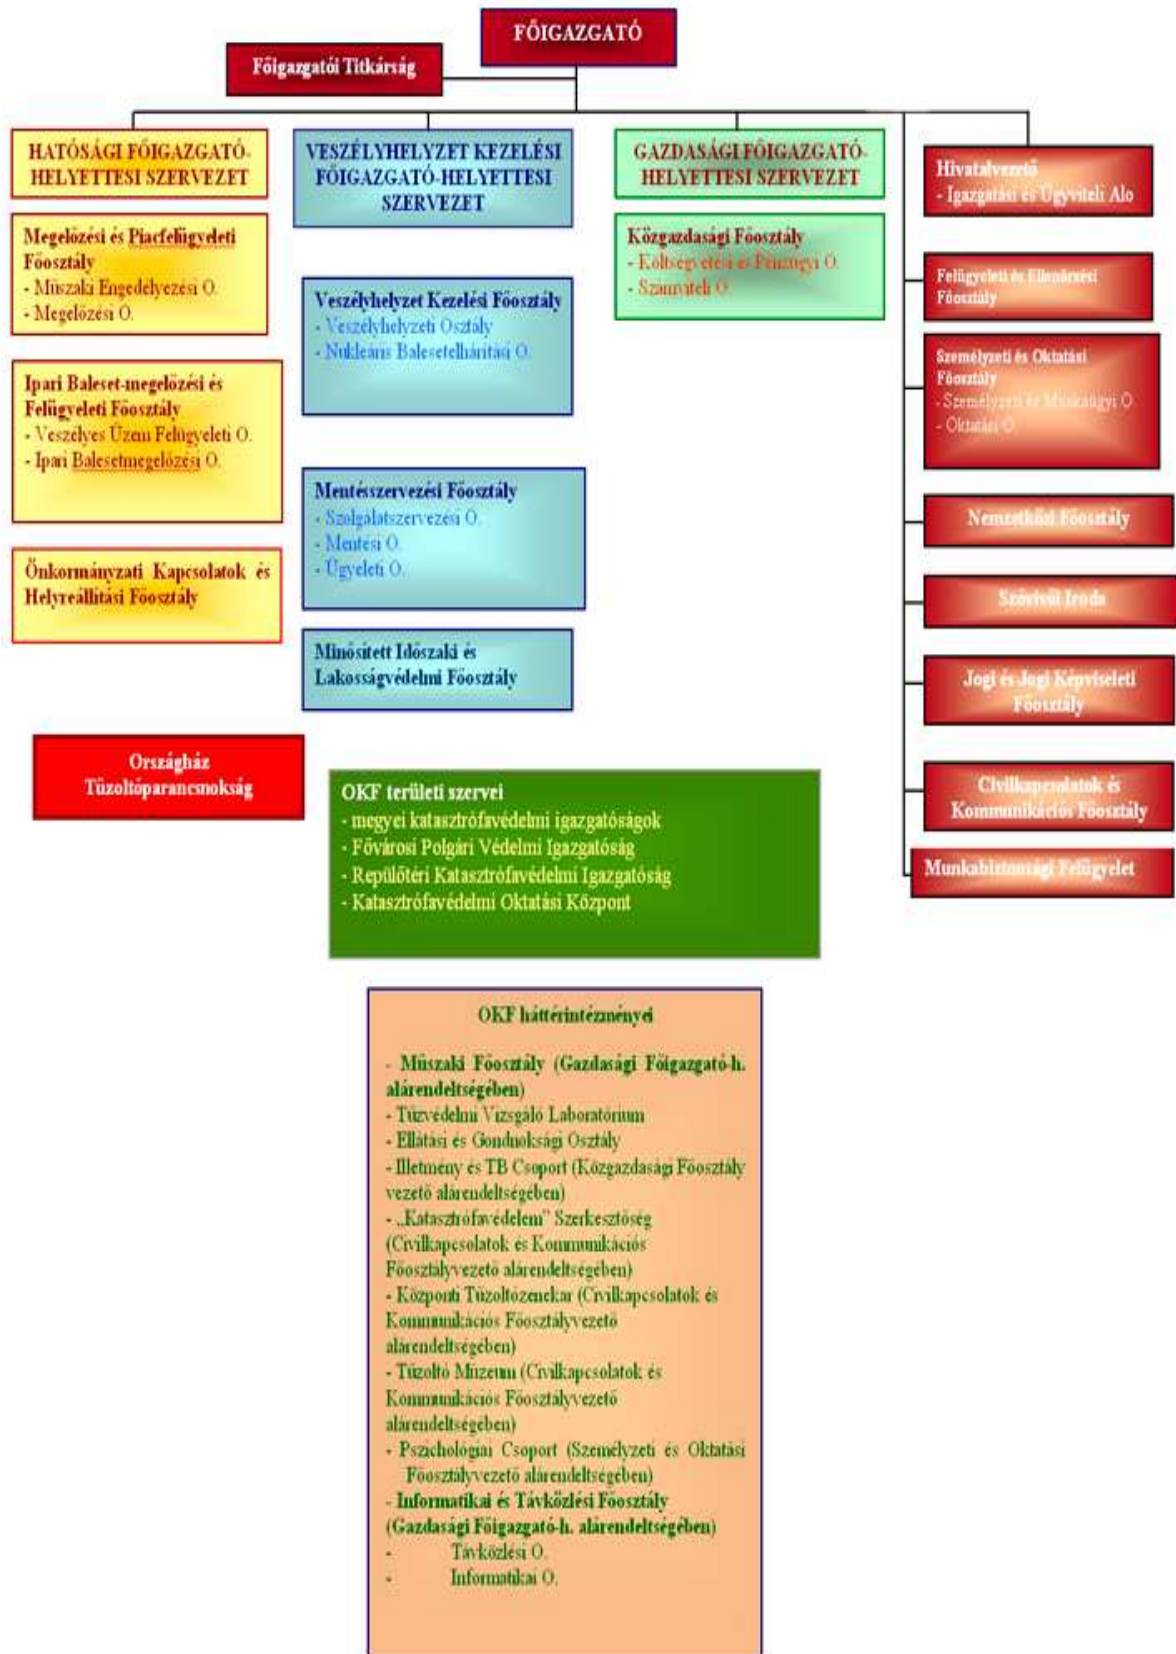 FŐIGAZGATÓ
Főigazgatói Titkárság
HATÓSÁGI FŐIGAZGATÓ-
HELYETTESI SZERVEZET
Megelőzési és Piacfelügyeleti
Főosztály
- Műszaki Engedélyezési O.
- Megelőzési O.
Ipari Baleset-megelőzési és
Felügyeleti Főosztály
- Veszélyes Üzem Felügyeleti O.
- Ipari Balesetmegelőzési O.
Önkormányzati Kapcsolatok és
Helyreállítási Főosztály
VESZÉLYHELYZET KEZELÉSI
FŐIGAZGATÓ-HELYETTESI
SZERVEZET
Veszélyhelyzet Kezelési Főosztály
- Veszélyhelyzeti Osztály
- Nukleáris Balesetelhárítási O.
Mentésszervezési Főosztály
- Szolgálatszervezési O.
- Mentési O.
- Ügyeleti O.
Minősített Időszaki és
Lakosságvédelmi Főosztály
GAZDASÁGI FŐIGAZGATÓ-
HELYETTESI SZERVEZET
Közgazdasági Főosztály
- Költségvetési és Pénzügyi O.
- Számviteli O.
Hivatalvezető
- Igazgatási és Ügyviteli Alo
Felügyeleti és Ellenőrzési
Főosztály
Személyzeti és Oktatási
Főosztály
- Személyzeti és Munkaügyi O.
- Oktatási O.
Nemzetközi Főosztály
Szóvivői Iroda
Jogi és Jogi Képviseleti
Főosztály
Civilkapcsolatok és
Kommunikációs Főosztály
Munkabiztonsági Felügyelet
Országház
Tűzoltóparancsnokság
OKF területi szervei
- megyei katasztrófavédelmi igazgatóságok
- Fővárosi Polgári Védelmi Igazgatóság
- Repülőtéri Katasztrófavédelmi Igazgatóság
- Katasztrófavédelmi Oktatási Központ
OKF háttérintézményei
- Műszaki Főosztály (Gazdasági Főigazgató-h.
alárendeltségében)
- Tűzvédelmi Vizsgáló Laboratórium
- Ellátási és Gondnoksági Osztály
- Illetmény és TB Csoport (Közgazdasági Főosztály
vezető alárendeltségében)
- „Katasztrófavédelem” Szerkesztőség
(Civilkapcsolatok és Kommunikációs
Főosztályvezető alárendeltségében)
- Központi Tűzoltózenekar (Civilkapcsolatok és
Kommunikációs Főosztályvezető
alárendeltségében)
- Tűzoltó Múzeum (Civilkapcsolatok és
Kommunikációs Főosztályvezető
alárendeltségében)
- Pszichológiai Csoport (Személyzeti és Oktatási
Főosztályvezető alárendeltségében)
- Informatikai és Távközlési Főosztály
(Gazdasági Főigazgató-h. alárendeltségében)
- Távközlési O.
- Informatikai O.